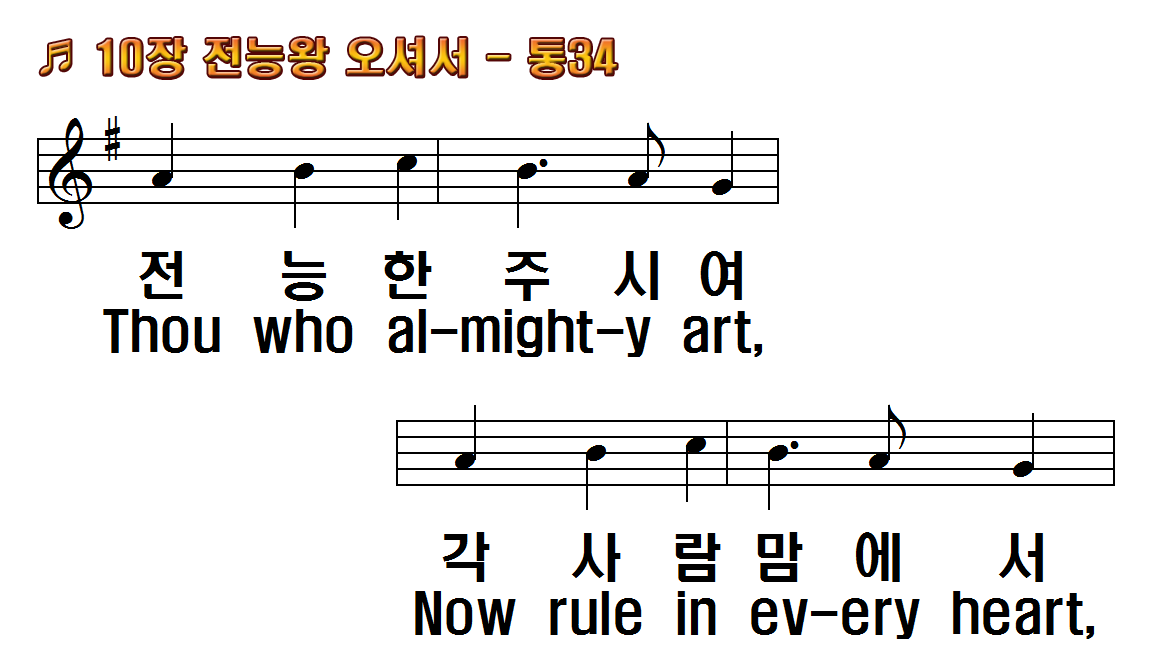 10장 전능왕 오셔서 - 통34
전 능 한 주 시 여
Thou who al-might-y art,
각 사 람 맘 에 서
Now rule in ev-ery heart,